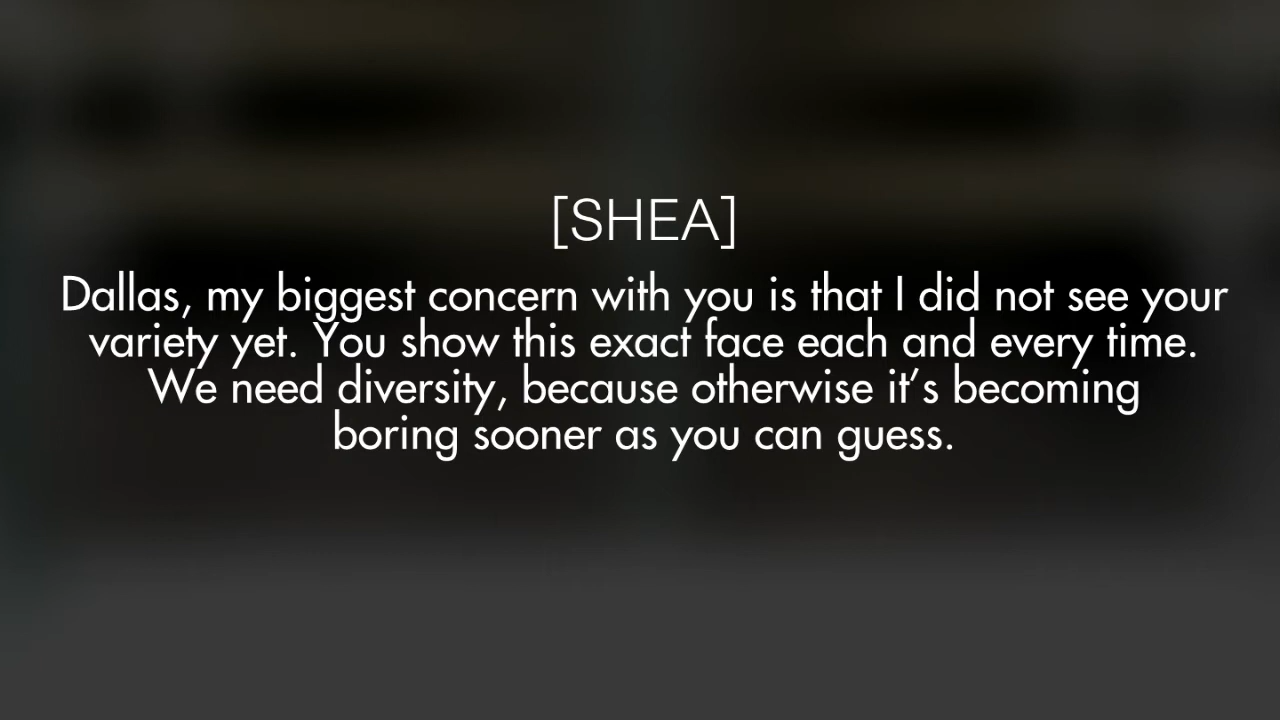 [SHEA]
Dallas, my biggest concern with you is that I did not see your
variety yet. You show this exact face each and every time.
We need diversity, because otherwise it's becoming
boring sooner as you can guess.